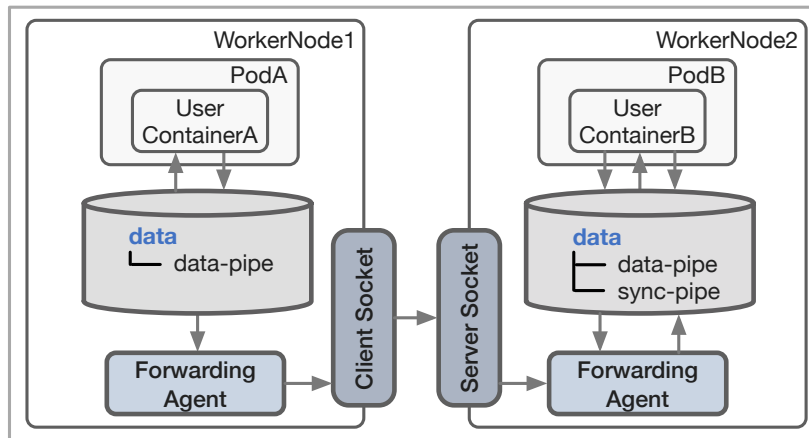 WorkerNode1
PodA
User
ContainerA
data
data-pipe
Forwarding
Agent
Client Socket
Server Socket
WorkerNode2
PodB
User
ContainerB
data
data-pipe
sync-pipe
Forwarding
Agent